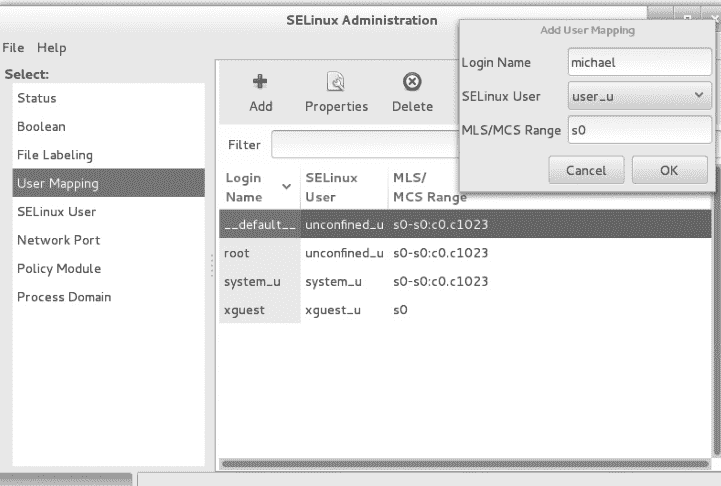 SELinux Administration
File Help
Select:
Status
Boolean
File Labeling
User Mapping
SELinux User
Network Port
Policy Module
Process Domain
Add Properties Delete
Filter
Login Name SELinux User MLS/ MCS Range
__default__ unconfined_u s0-s0:c0.c1023
root unconfined_u s0-s0:c0.c1023
system_u system_u s0-s0:c0.c1023
xguest xguest_u s0
Add User Mapping
Login Name michael
SELinux User user_u
MLS/MCS Range s0
Cancel OK